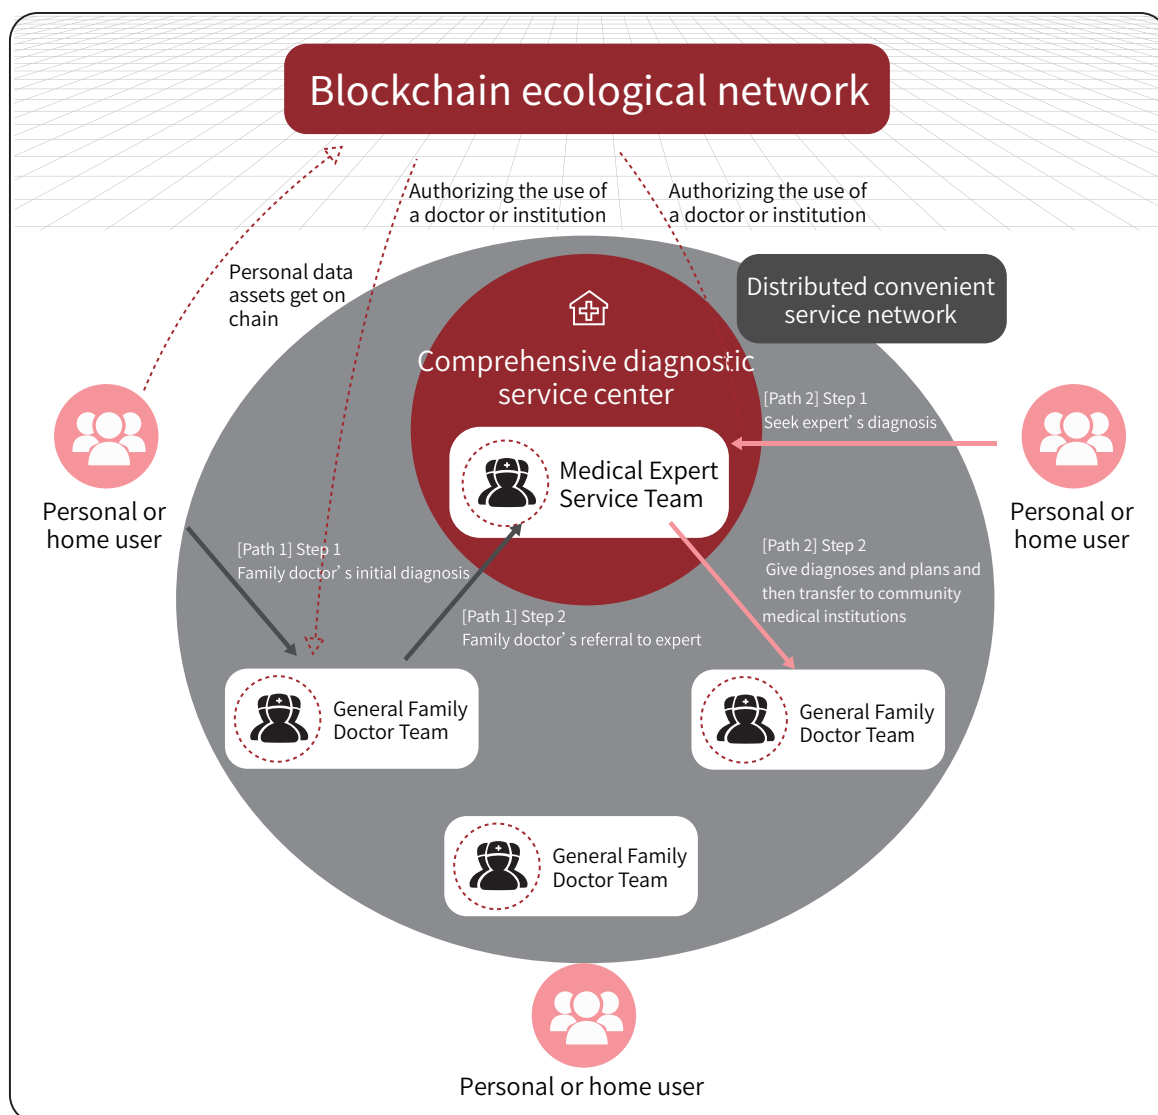 Blockchain ecological network
Authorizing the use of
a doctor or institution
Authorizing the use of
a doctor or institution
Personal data
assets get on
chain
Distributed convenient
service network
Comprehensive diagnostic
service center
[Path 2] Step 1
Seek expert’s diagnosis
Medical Expert
Service Team
Personal or
home user
Personal or
home user
[Path 1] Step 1
Family doctor’s initial diagnosis
[Path 2] Step 2
Give diagnoses and plans and
then transfer to community
medical institutions
[Path 1] Step 2
Family doctor’s referral to expert
General Family
Doctor Team
General Family
Doctor Team
General Family
Doctor Team
Personal or home user